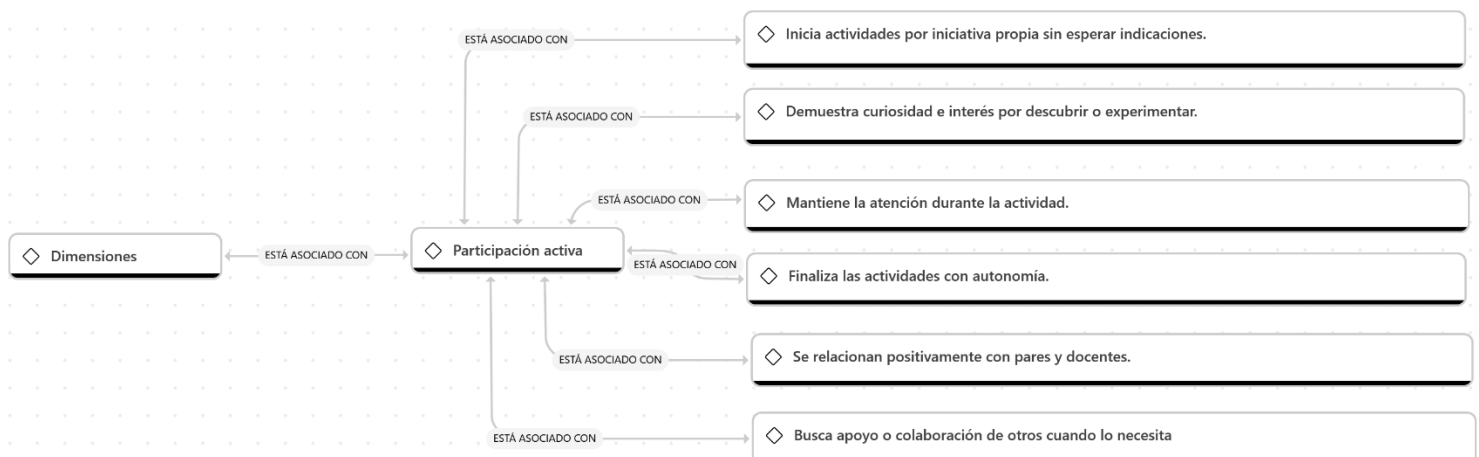 ESTÁ ASOCIADO CON
Inicia actividades por iniciativa propia sin esperar indicaciones.
ESTÁ ASOCIADO CON
Demuestra curiosidad e interés por descubrir o experimentar.
ESTÁ ASOCIADO CON
Mantiene la atención durante la actividad.
Dimensiones
ESTÁ ASOCIADO CON
Participación activa
ESTÁ ASOCIADO CON
Finaliza las actividades con autonomía.
ESTÁ ASOCIADO CON
Se relacionan positivamente con pares y docentes.
ESTÁ ASOCIADO CON
Busca apoyo o colaboración de otros cuando lo necesita